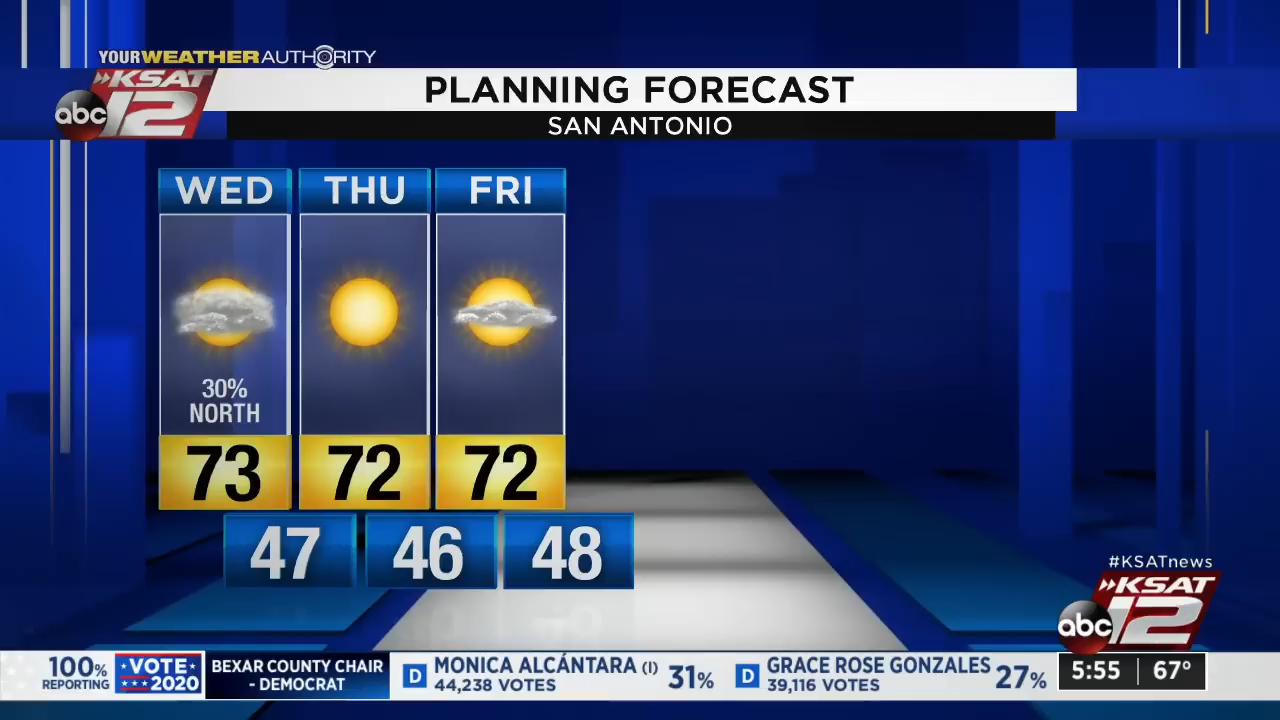 YOURWEATHERAUTHORITY
KSAT
abc 12
PLANNING FORECAST
SAN ANTONIO
WED THU FRI
30%
NORTH
73 72 72
47 46 48
#KSATnews
KSAT
abc 12
100%
REPORTING
VOTE
2020
BEXAR COUNTY CHAIR
- DEMOCRAT
D MONICA ALCÁNTARA (I)
44,238 VOTES
31%
D GRACE ROSE GONZALES
39,116 VOTES
27%
5:55 67°